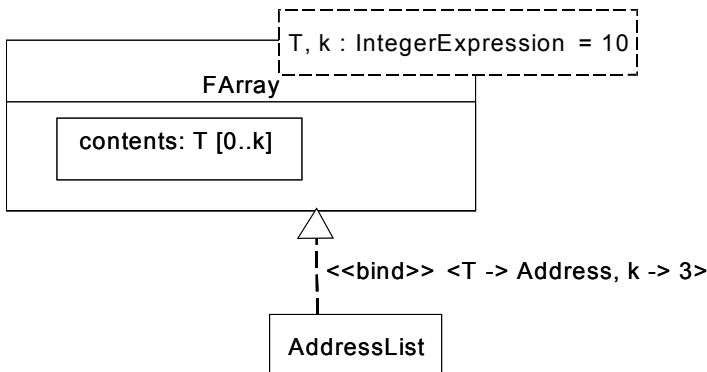 T, k : IntegerExpression = 10
FArray
contents: T [0..k]
<<bind>> <T -> Address, k -> 3>
AddressList